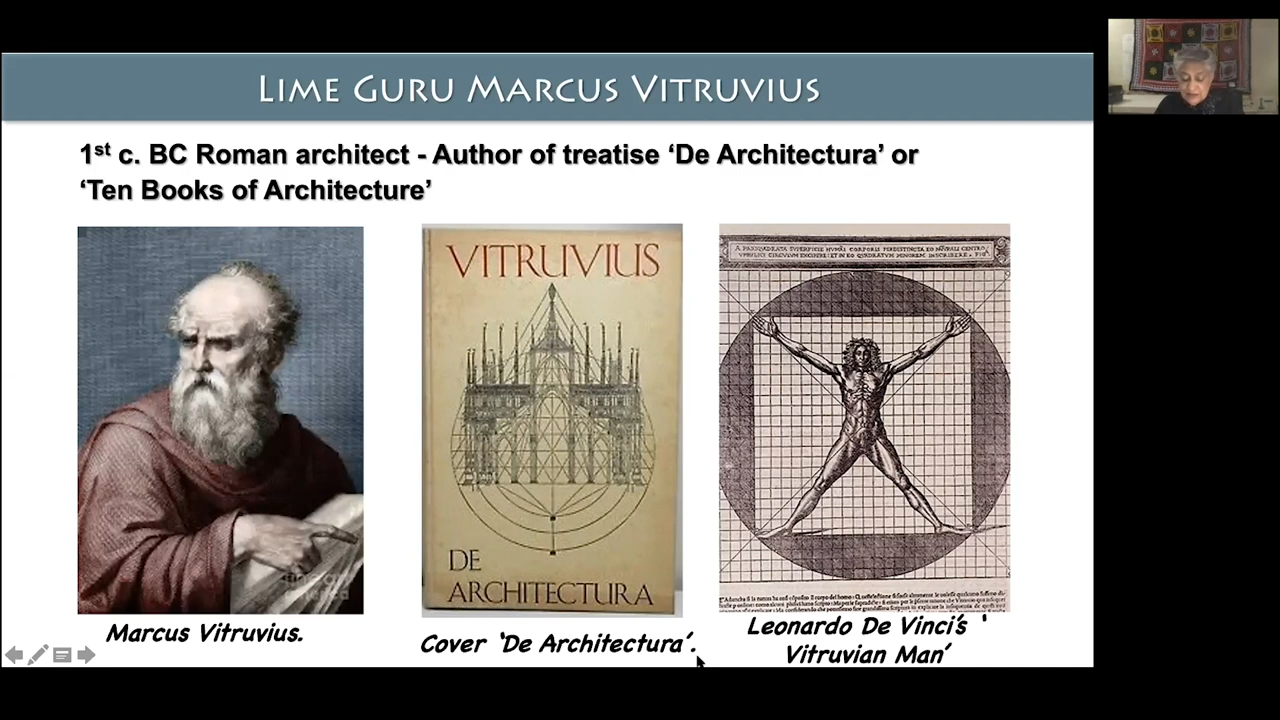 LIME GURU MARCUS VITRUVIUS
1st c. BC Roman architect - Author of treatise ‘De Architectura’ or
‘Ten Books of Architecture’
VITRUVIUS
DE
ARCHITECTURA
Marcus Vitruvius.
Cover ‘De Architectura’.
Leonardo De Vinci’s ‘
Vitruvian Man’